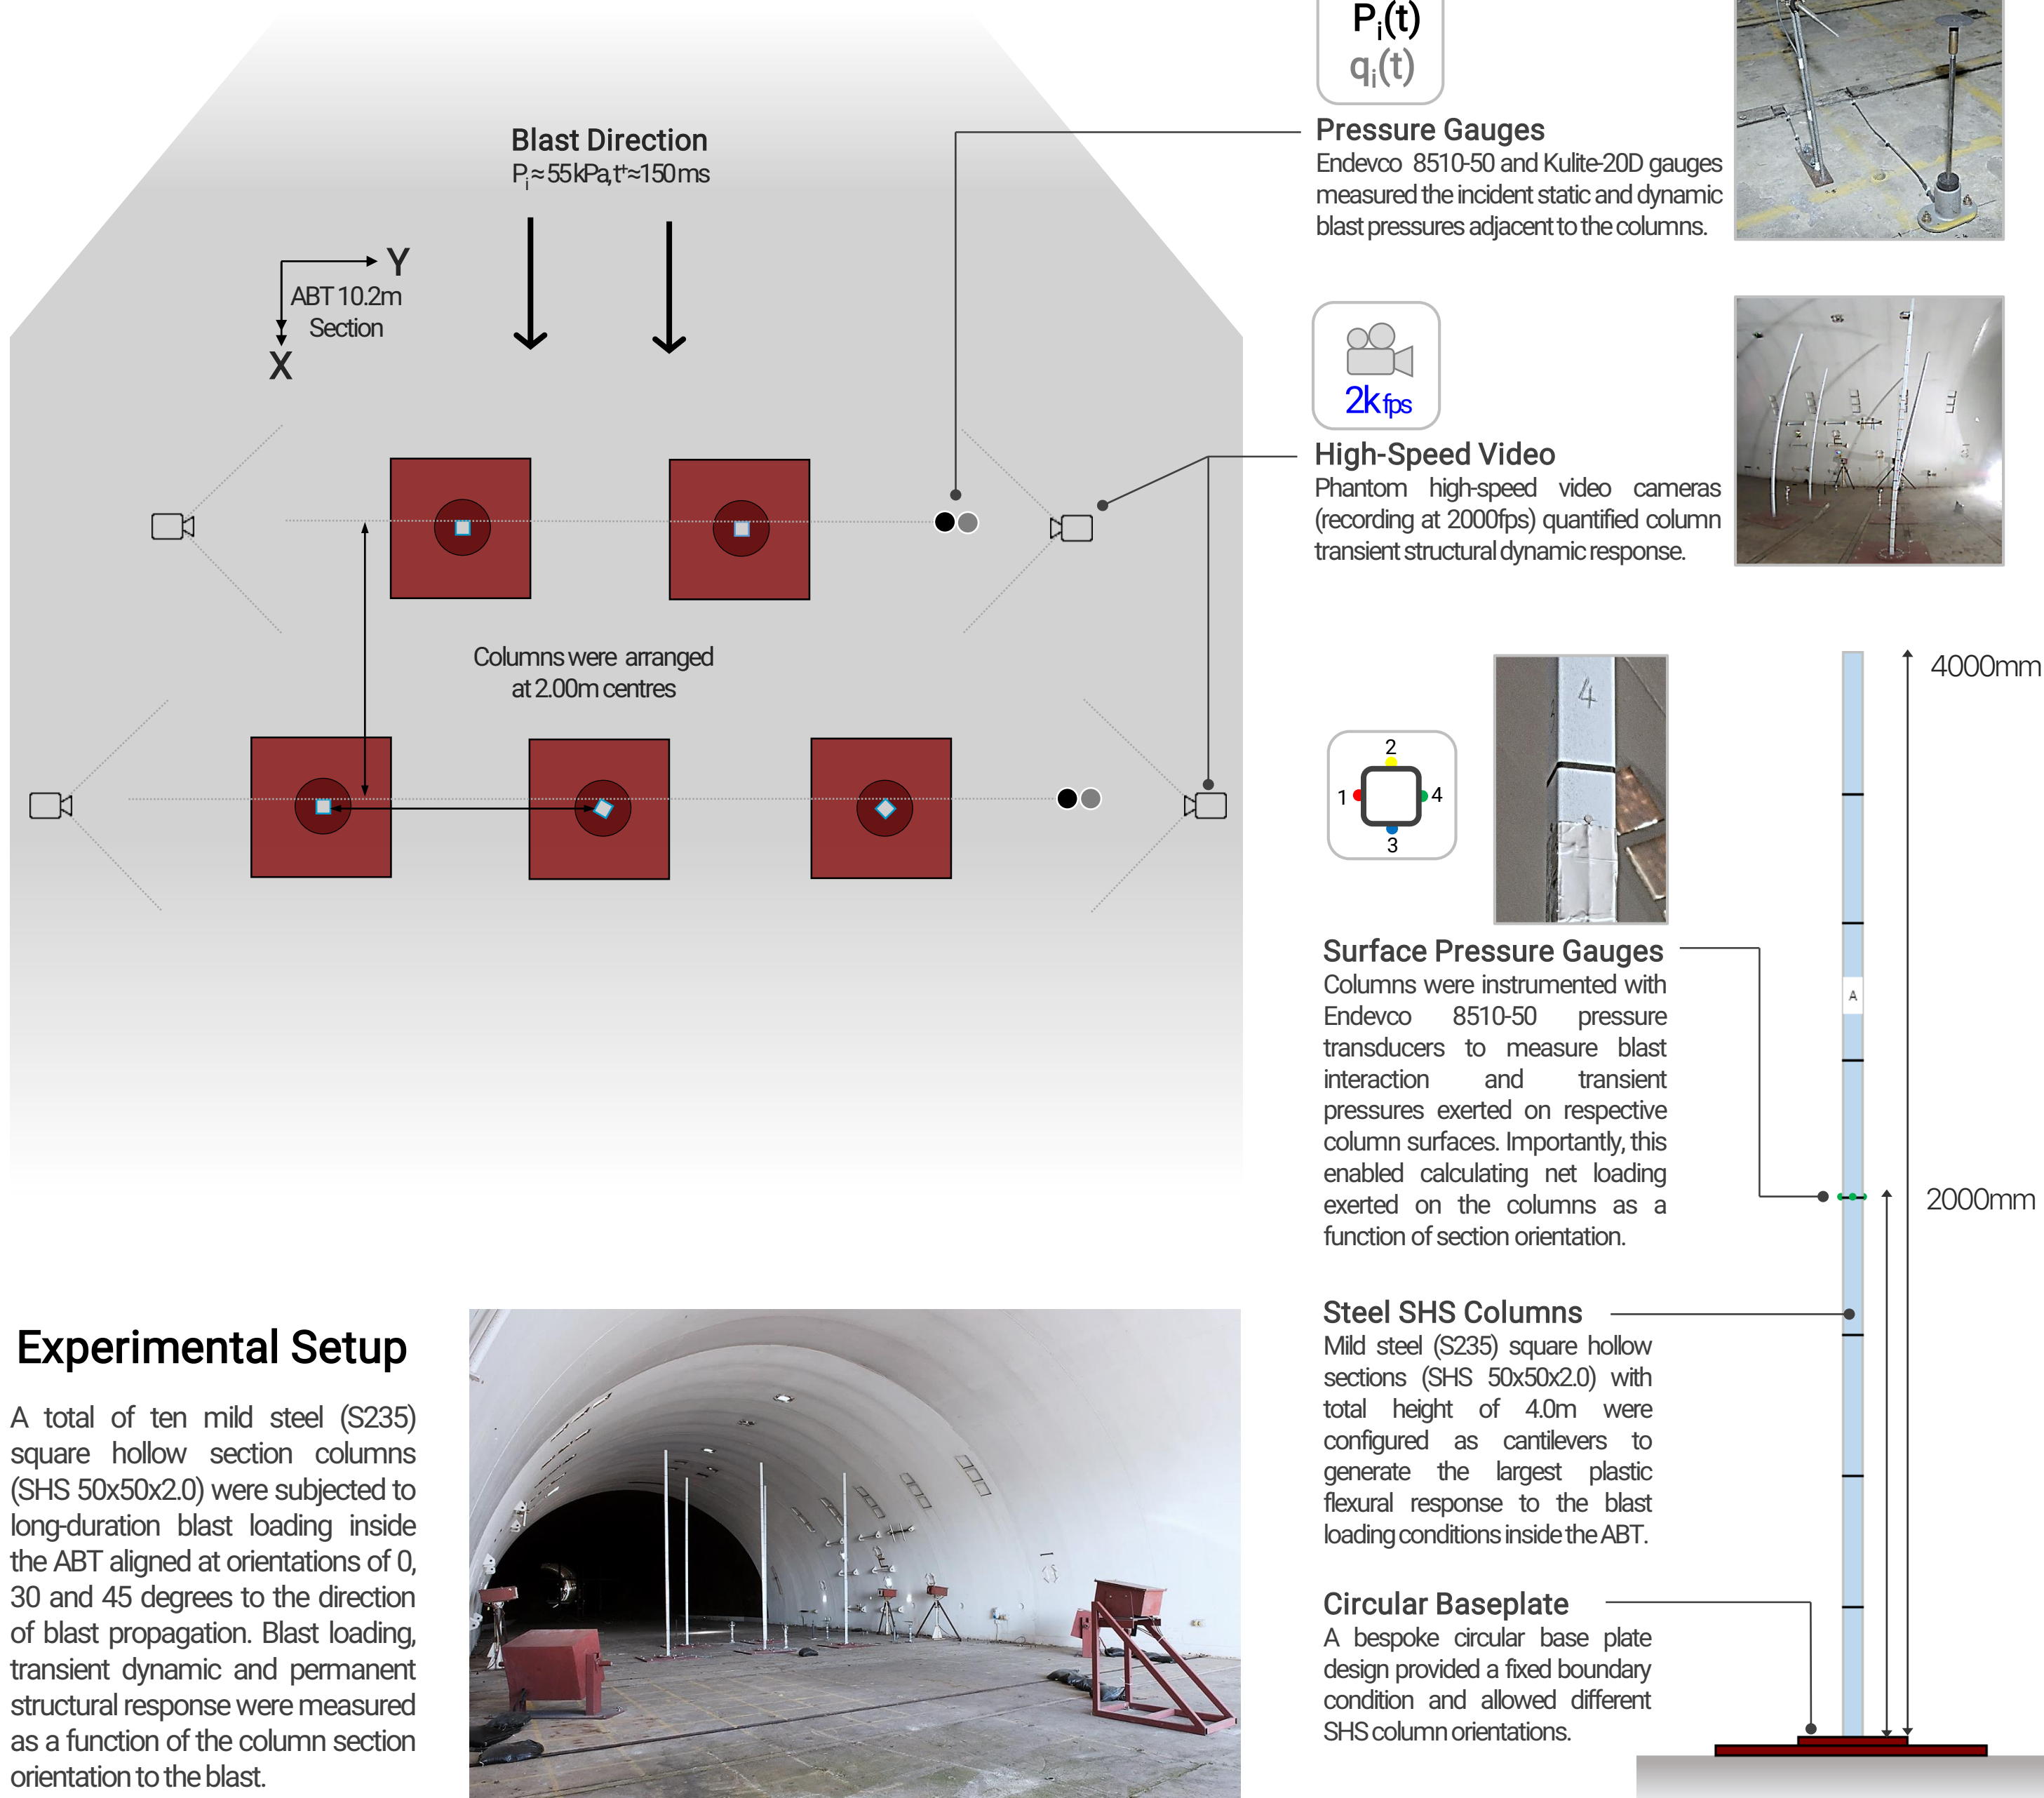 Blast Direction
Pi ≈ 55kPa, t⁺≈150ms
Y
ABT 10.2m
Section
X
Columns were arranged
at 2.00m centres
Pi(t)
qi(t)
Pressure Gauges
Endevco 8510-50 and Kulite-20D gauges
measured the incident static and dynamic
blast pressures adjacent to the columns.
2k fps
High-Speed Video
Phantom high-speed video cameras
(recording at 2000fps) quantified column
transient structural dynamic response.
4
2
1
4
3
4000mm
A
2000mm
Surface Pressure Gauges
Columns were instrumented with
Endevco 8510-50 pressure
transducers to measure blast
interaction and transient
pressures exerted on respective
column surfaces. Importantly, this
enabled calculating net loading
exerted on the columns as a
function of section orientation.
Steel SHS Columns
Mild steel (S235) square hollow
sections (SHS 50x50x2.0) with
total height of 4.0m were
configured as cantilevers to
generate the largest plastic
flexural response to the blast
loading conditions inside the ABT.
Circular Baseplate
A bespoke circular base plate
design provided a fixed boundary
condition and allowed different
SHS column orientations.
Experimental Setup
A total of ten mild steel (S235)
square hollow section columns
(SHS 50x50x2.0) were subjected to
long-duration blast loading inside
the ABT aligned at orientations of 0,
30 and 45 degrees to the direction
of blast propagation. Blast loading,
transient dynamic and permanent
structural response were measured
as a function of the column section
orientation to the blast.